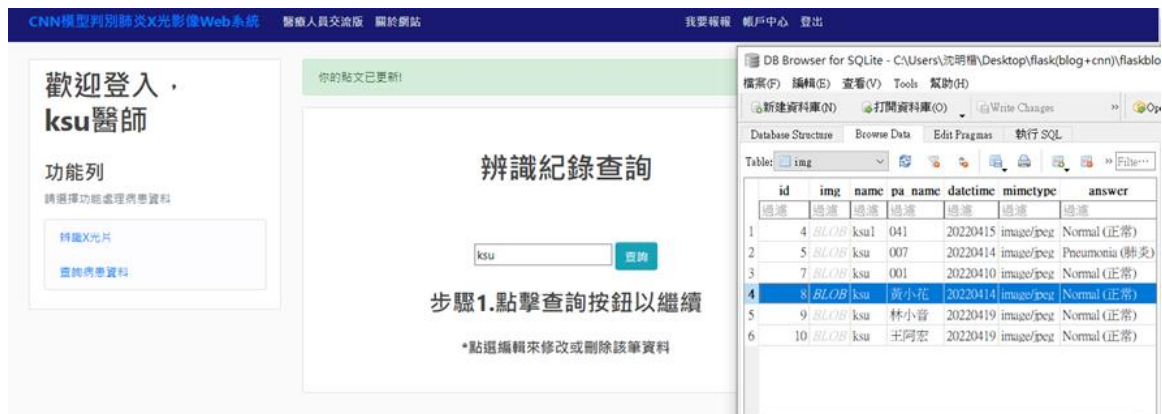 CNN模型判別肺炎X光影像Web系統 醫療人員交流版 關於網站 我要報報 帳戶中心 登出
歡迎登入，
ksu醫師
功能列
請選擇功能處理病患資料
辨識X光片
查詢病患資料
你的貼文已更新!
辨識紀錄查詢
ksu 查詢
步驟1.點擊查詢按鈕以繼續
*點選編輯來修改或刪除該筆資料
DB Browser for SQLite - C:\Users\沈明楷\Desktop\flask(blog+cnn)\flaskblo
檔案(F) 編輯(E) 查看(V) Tools 幫助(H)
新建資料庫(N) 打開資料庫(O) Write Changes » Ope
Database Structure Browse Data Edit Pragmas 執行 SQL
Table: img » Filte…
id img name pa_name datetime mimetype answer
過濾 過濾 過濾 過濾 過濾 過濾 過濾
1 4 BLOB ksu1 041 20220415 image/jpeg Normal (正常)
2 5 BLOB ksu 007 20220414 image/jpeg Pneumonia (肺炎)
3 7 BLOB ksu 001 20220410 image/jpeg Normal (正常)
4 8 BLOB ksu 黃小花 20220414 image/jpeg Normal (正常)
5 9 BLOB ksu 林小音 20220419 image/jpeg Normal (正常)
6 10 BLOB ksu 王阿宏 20220419 image/jpeg Normal (正常)